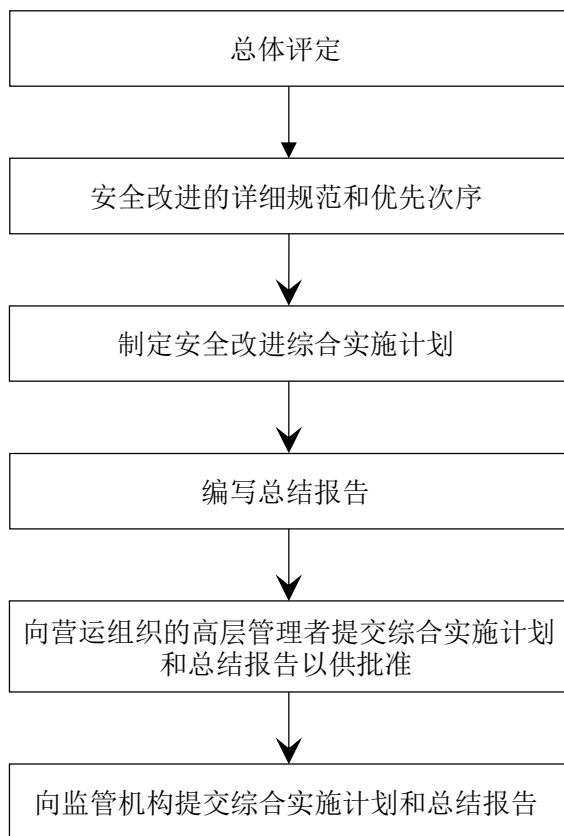 总体评定
安全改进的详细规范和优先次序
制定安全改进综合实施计划
编写总结报告
向营运组织的高层管理者提交综合实施计划
和总结报告以供批准
向监管机构提交综合实施计划和总结报告